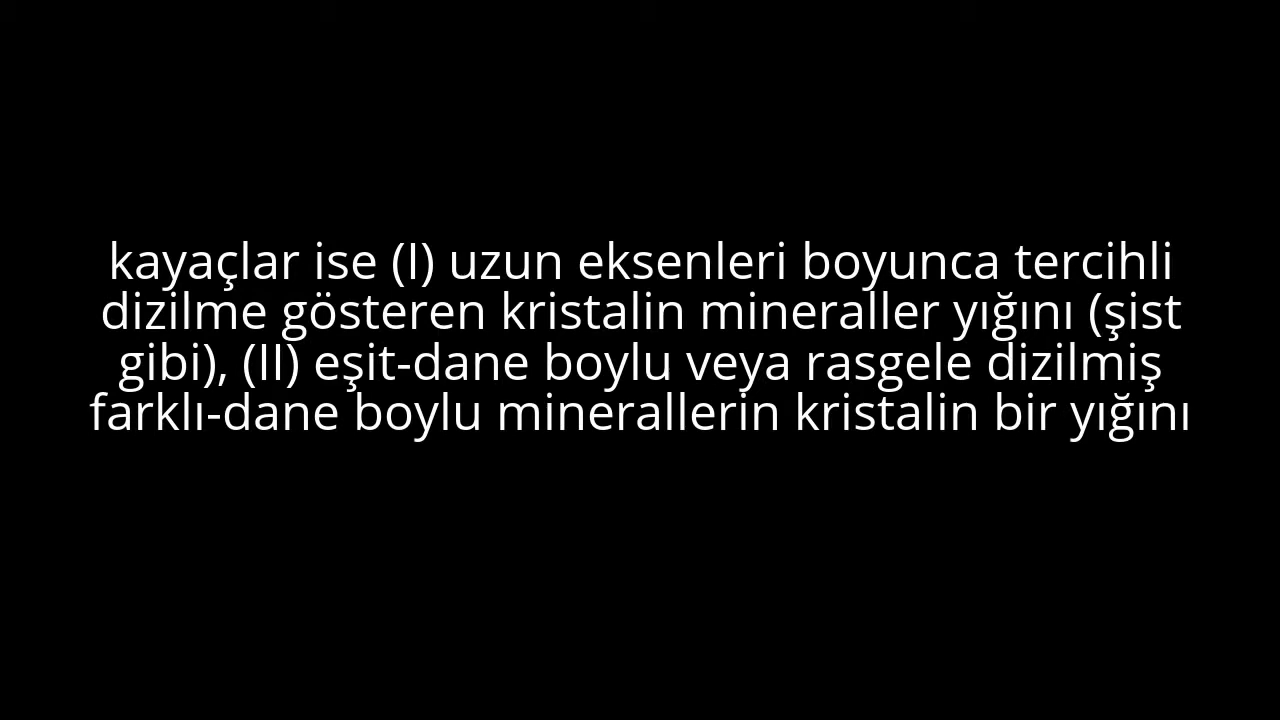 kayaçlar ise (I) uzun eksenleri boyunca tercihli
dizilme gösteren kristalin mineraller yığını (şist
gibi), (II) eşit-dane boylu veya rasgele dizilmiş
farklı-dane boylu minerallerin kristalin bir yığını